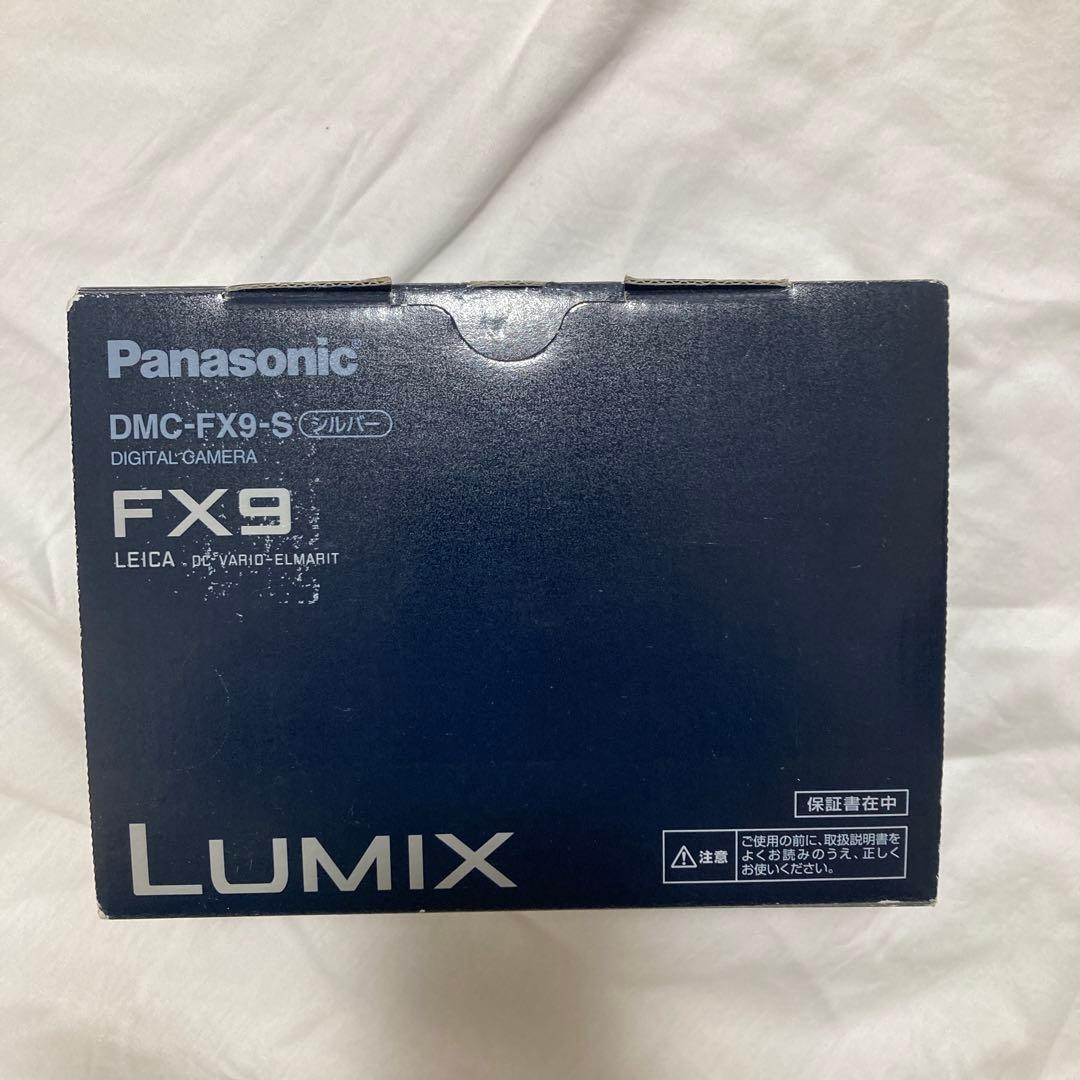 Panasonic®
DMC-FX9-S シルバー
DIGITAL CAMERA
FX9
LEICA DC VARIO-ELMARIT
LUMIX
保証書在中
注意
ご使用の前に、取扱説明書を
よくお読みのうえ、正しく
お使いください。